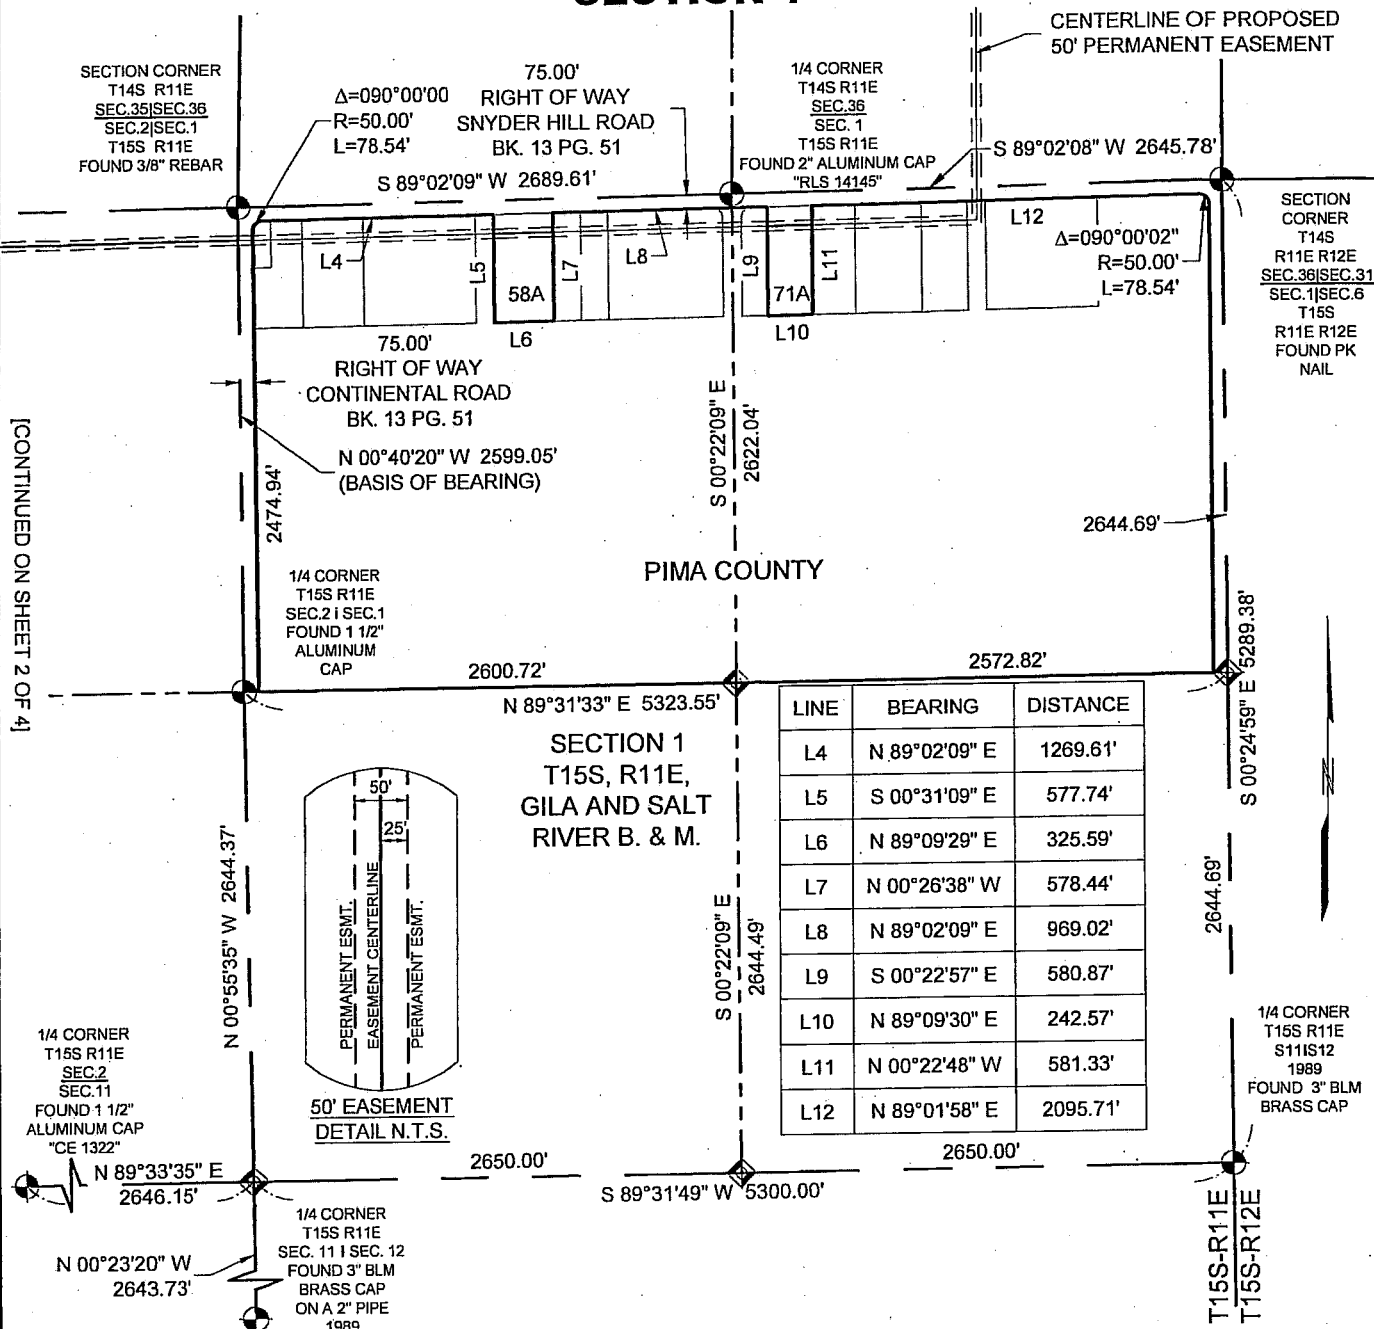 CENTERLINE OF PROPOSED
50' PERMANENT EASEMENT
SECTION CORNER
T14S R11E
SEC.35|SEC.36
SEC.2|SEC.1
T15S R11E
FOUND 3/8" REBAR
Δ=090°00'00
R=50.00'
L=78.54'
75.00'
RIGHT OF WAY
SNYDER HILL ROAD
BK. 13 PG. 51
1/4 CORNER
T14S R11E
SEC.36
SEC. 1
T15S R11E
FOUND 2" ALUMINUM CAP
"RLS 14145"
S 89°02'08" W 2645.78'
S 89°02'09" W 2689.61'
SECTION
CORNER
T14S
R11E R12E
SEC.36|SEC.31
SEC.1|SEC.6
T15S
R11E R12E
FOUND PK
NAIL
L4
L5
58A
L6
L7
L8
L9
71A
L10
L11
L12
Δ=090°00'02"
R=50.00'
L=78.54'
75.00'
RIGHT OF WAY
CONTINENTAL ROAD
BK. 13 PG. 51
N 00°40'20" W 2599.05'
(BASIS OF BEARING)
2474.94'
S 00°22'09" E
2622.04'
2644.69'
[CONTINUED ON SHEET 2 OF 4]
PIMA COUNTY
1/4 CORNER
T15S R11E
SEC.2 | SEC.1
FOUND 1 1/2"
ALUMINUM
CAP
2600.72'
2572.82'
N 89°31'33" E 5323.55'
S 00°24'59" E 5289.38'
SECTION 1
T15S, R11E,
GILA AND SALT
RIVER B. & M.
LINE BEARING DISTANCE
L4 N 89°02'09" E 1269.61'
L5 S 00°31'09" E 577.74'
L6 N 89°09'29" E 325.59'
L7 N 00°26'38" W 578.44'
L8 N 89°02'09" E 969.02'
L9 S 00°22'57" E 580.87'
L10 N 89°09'30" E 242.57'
L11 N 00°22'48" W 581.33'
L12 N 89°01'58" E 2095.71'
N
50'
25'
PERMANENT ESMT.
EASEMENT CENTERLINE
PERMANENT ESMT.
50' EASEMENT
DETAIL N.T.S.
N 00°55'35" W 2644.37'
S 00°22'09" E
2644.49'
2644.69'
1/4 CORNER
T15S R11E
SEC.2
SEC.11
FOUND 1 1/2"
ALUMINUM CAP
"CE 1322"
1/4 CORNER
T15S R11E
S11|S12
1989
FOUND 3" BLM
BRASS CAP
N 89°33'35" E
2646.15'
2650.00'
2650.00'
S 89°31'49" W 5300.00'
N 00°23'20" W
2643.73'
1/4 CORNER
T15S R11E
SEC. 11 | SEC. 12
FOUND 3" BLM
BRASS CAP
ON A 2" PIPE
1989
T15S-R11E
T15S-R12E